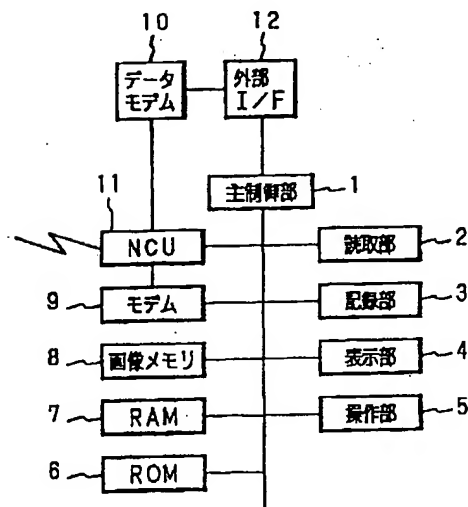 10
12
データ
モデム
外部
I/F
主制御部
1
11
NCU
読取部
2
9
モデム
記録部
3
8
画像メモリ
表示部
4
7
RAM
操作部
5
6
ROM